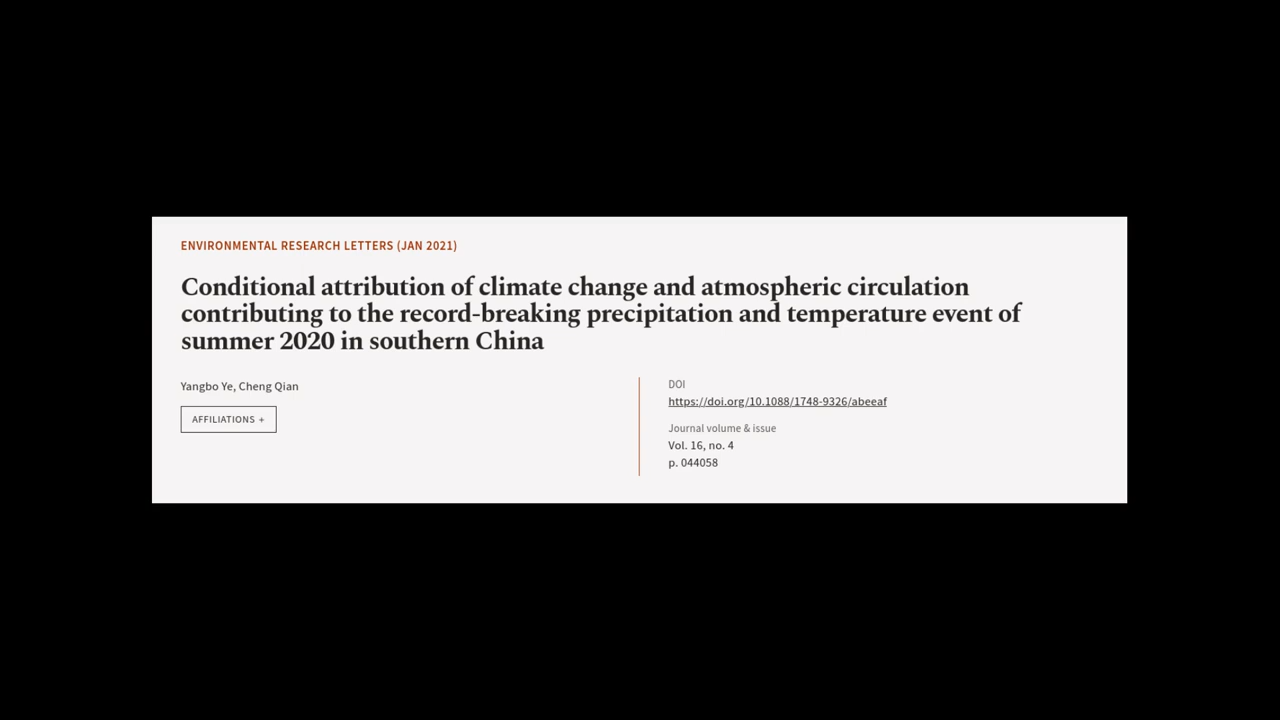 ENVIRONMENTAL RESEARCH LETTERS (JAN 2021)
Conditional attribution of climate change and atmospheric circulation
contributing to the record-breaking precipitation and temperature event of
summer 2020 in southern China
Yangbo Ye, Cheng Qian
AFFILIATIONS +
DOI
https://doi.org/10.1088/1748-9326/abeeaf
Journal volume & issue
Vol. 16, no. 4
p. 044058